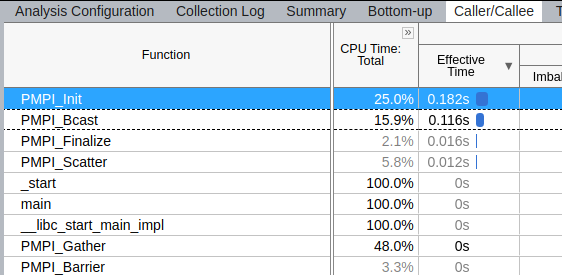 Analysis Configuration Collection Log Summary Bottom-up Caller/Callee
Function CPU Time: Total » Effective Time ▼
PMPI_Init 25.0% 0.182s
PMPI_Bcast 15.9% 0.116s
PMPI_Finalize 2.1% 0.016s
PMPI_Scatter 5.8% 0.012s
_start 100.0% 0s
main 100.0% 0s
__libc_start_main_impl 100.0% 0s
PMPI_Gather 48.0% 0s
PMPI_Barrier 3.3% 0s